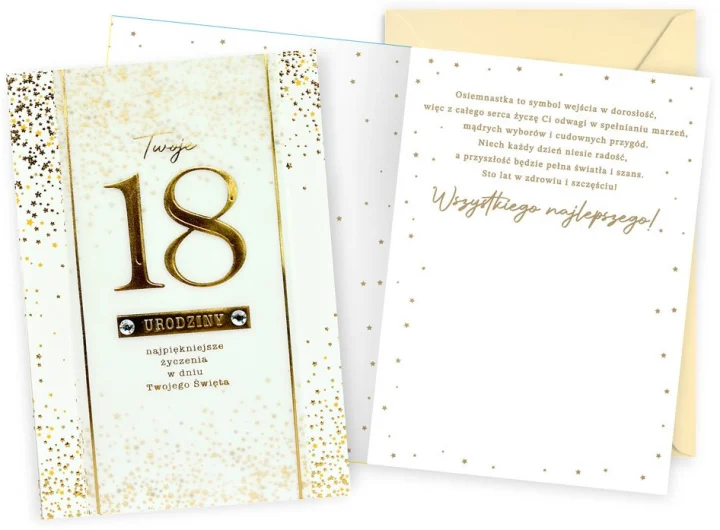 Twoje
18
URODZINY
najpiękniejsze
życzenia
w dniu
Twojego Święta
Osiemnastka to symbol wejścia w dorosłość,
więc z całego serca życzę Ci odwagi w spełnianiu marzeń,
mądrych wyborów i cudownych przygód.
Niech każdy dzień niesie radość,
a przyszłość będzie pełna światła i szans.
Sto lat w zdrowiu i szczęściu!
Wszystkiego najlepszego!